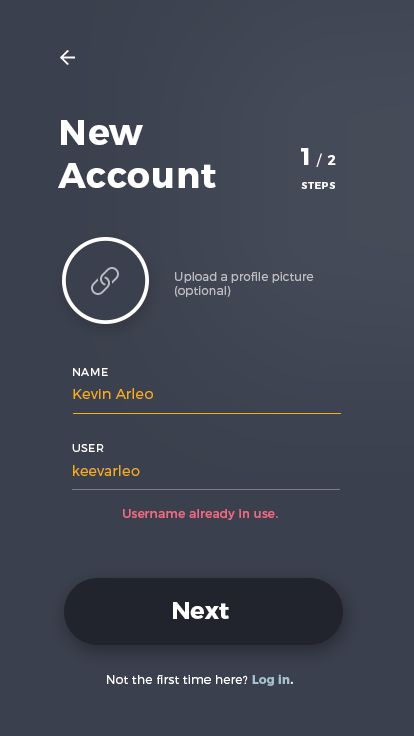 New
Account
1 / 2
STEPS
Upload a profile picture
(optional)
NAME
Kevin Arleo
USER
keevarleo
Username already in use.
Next
Not the first time here? Log in.